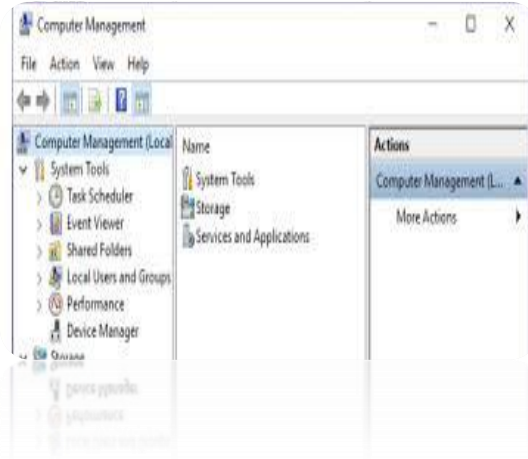 Computer Management
File Action View Help
Computer Management (Local
System Tools
Task Scheduler
Event Viewer
Shared Folders
Local Users and Groups
Performance
Device Manager
Storage
Name
System Tools
Storage
Services and Applications
Actions
Computer Management (L...
More Actions